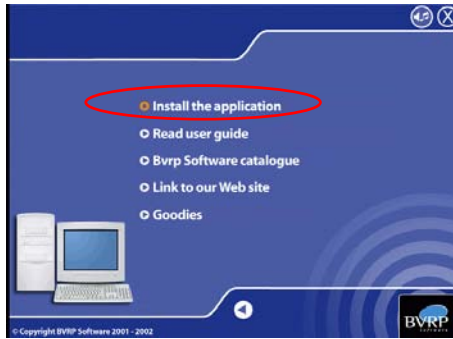 Install the application
Read user guide
Bvrp Software catalogue
Link to our Web site
Goodies
© Copyright BVRP Software 2001 - 2002
BVRP
Software